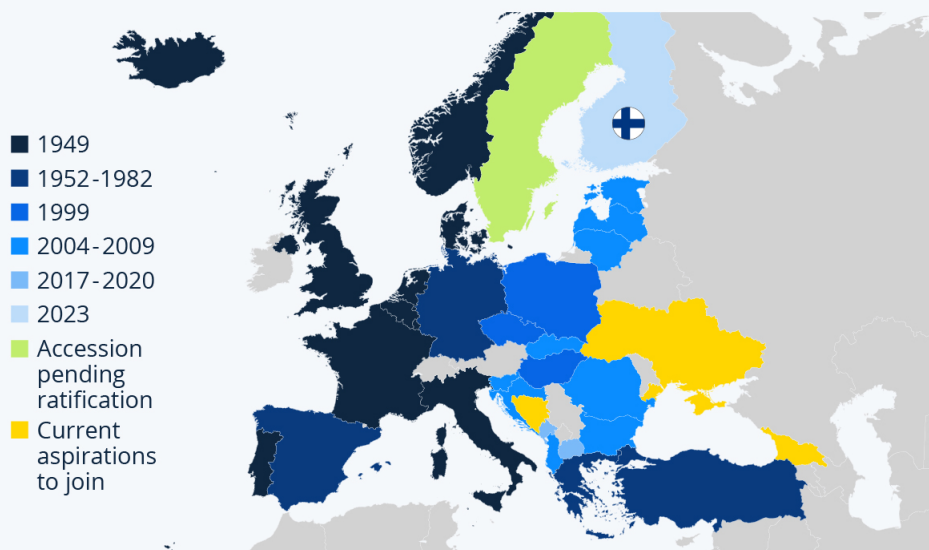 1949
1952-1982
1999
2004-2009
2017-2020
2023
Accession
pending
ratification
Current
aspirations
to join